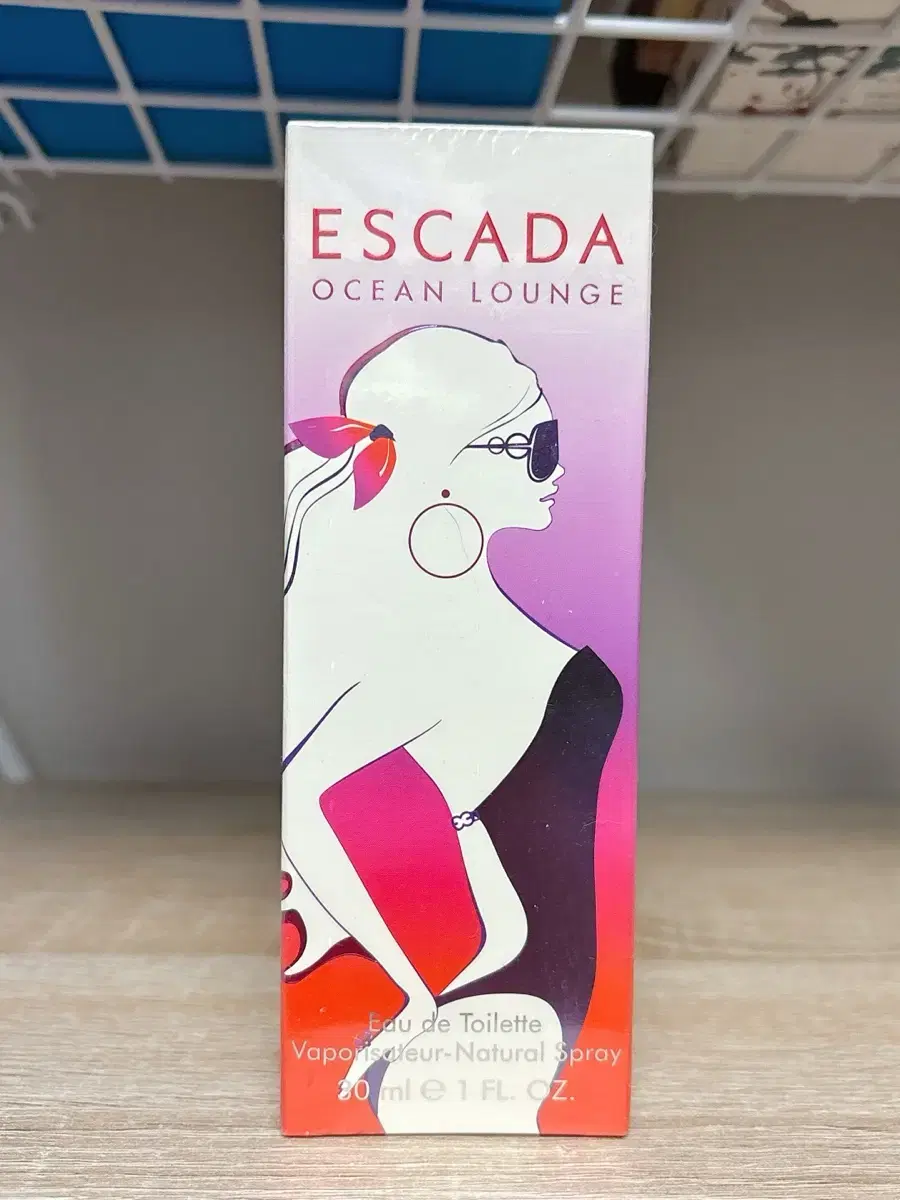 ESCADA
OCEAN LOUNGE
Eau de Toilette
Vaporisateur-Natural Spray
30 ml ℮ 1 FL. OZ.